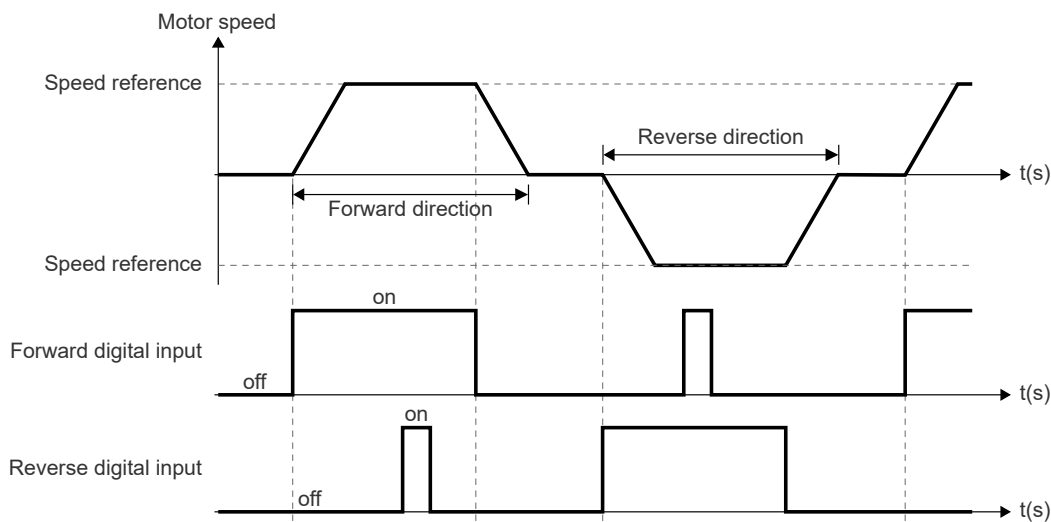 Motor speed
Speed reference
Reverse direction
t(s)
Forward direction
Speed reference
on
Forward digital input
off
t(s)
on
Reverse digital input
off
t(s)